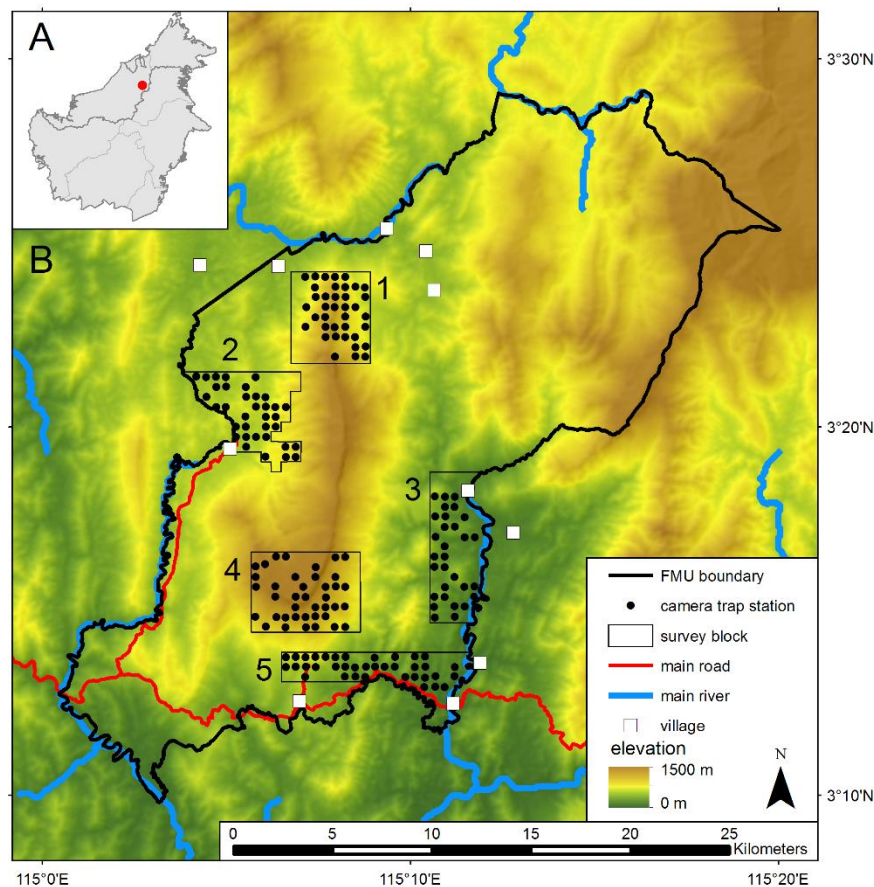 A
3°30'N
B
1
2
3°20'N
3
4
FMU boundary
camera trap station
survey block
5
main road
main river
village
elevation
N
1500 m
0 m
3°10'N
0 5 10 15 20 25
Kilometers
115°0'E 115°10'E 115°20'E